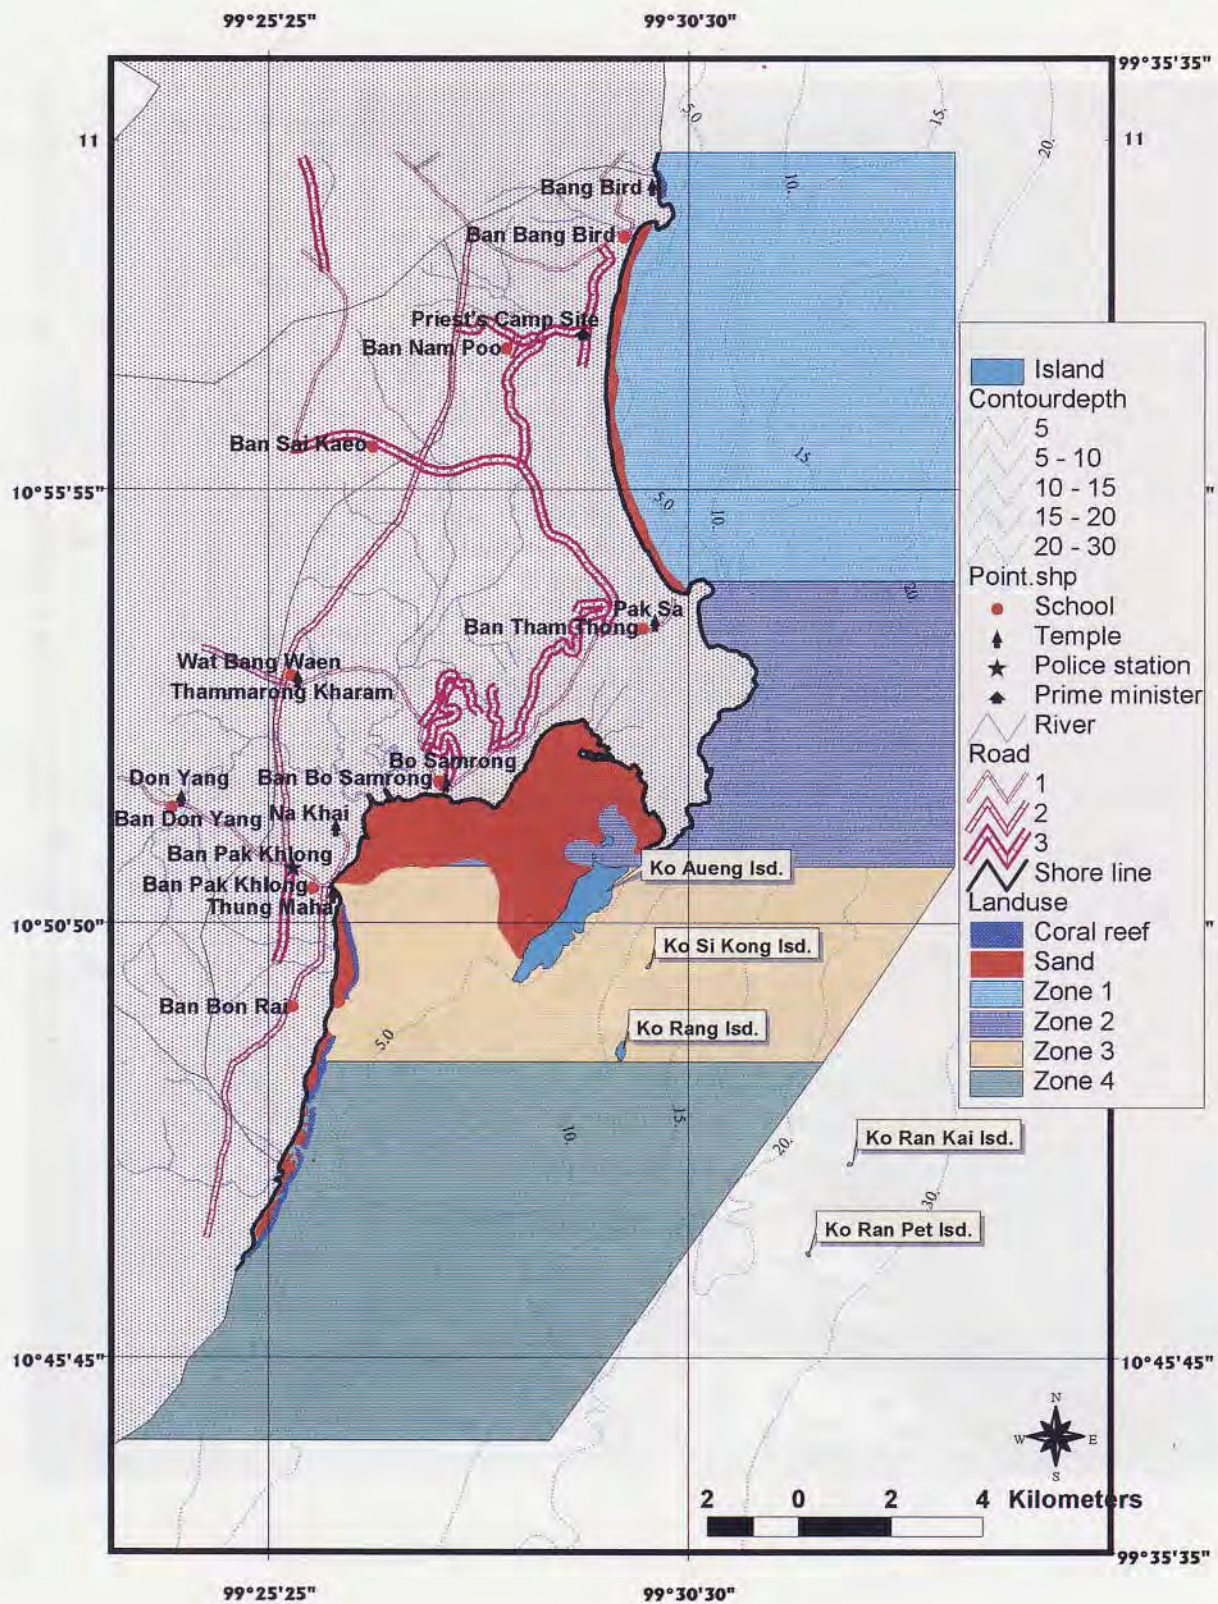 99°25'25"
99°30'30"
99°35'35"
11
11
5.0
15.
20.
10.
Bang Bird
Ban Bang Bird
Priest's Camp Site
Ban Nam Poo
Ban Sai Kaeo
15.
10°55'55"
"
5.0
10.
20.
Pak Sa
Ban Tham Thong
Wat Bang Waen
Thammarong Kharam
Bo Samrong
Ban Bo Samrong
Don Yang
Ban Don Yang
Na Khai
Ban Pak Khlong
Ban Pak Khlong
Thung Maha
Ko Aueng Isd.
10°50'50"
"
Ko Si Kong Isd.
Ban Bon Rai
Ko Rang Isd.
5.0
10.
15.
20.
Ko Ran Kai Isd.
30.
Ko Ran Pet Isd.
10°45'45"
10°45'45"
Island
Contourdepth
5
5 - 10
10 - 15
15 - 20
20 - 30
Point.shp
School
Temple
Police station
Prime minister
River
Road
1
2
3
Shore line
Landuse
Coral reef
Sand
Zone 1
Zone 2
Zone 3
Zone 4
N
W E
S
2 0 2 4 Kilometers
99°35'35"
99°25'25"
99°30'30"